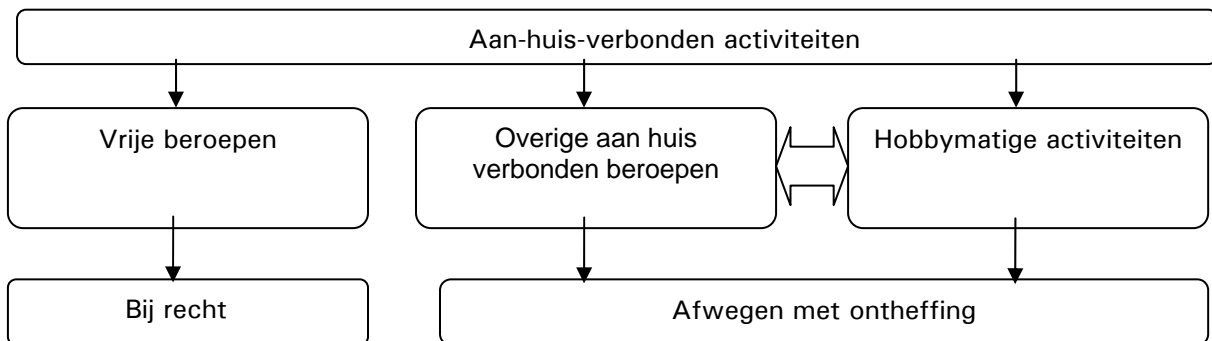 Aan-huis-verbonden activiteiten
Vrije beroepen
Overige aan huis
verbonden beroepen
Hobbymatige activiteiten
Bij recht
Afwegen met ontheffing